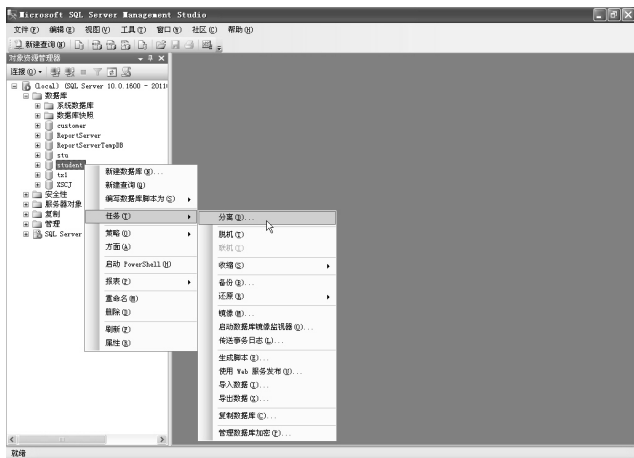 Microsoft SQL Server Management Studio
文件(F) 编辑(E) 视图(V) 工具(T) 窗口(W) 社区(C) 帮助(H)
新建查询(N)
对象资源管理器
连接(O)
(local) (SQL Server 10.0.1600 - 2011
数据库
系统数据库
数据库快照
customer
ReportServer
ReportServerTempDB
stu
student
tz1
XSCJ
安全性
服务器对象
复制
管理
SQL Server
新建数据库(N)...
新建查询(Q)
编写数据库脚本为(S)
任务(T)
策略(O)
方面(A)
启动 PowerShell(H)
报表(P)
重命名(M)
删除(D)
刷新(F)
属性(R)
分离(D)...
脱机(T)
联机(I)
收缩(S)
备份(B)...
还原(R)
镜像(M)...
启动数据库镜像监视器(O)...
传送事务日志(L)...
生成脚本(E)...
使用 Web 服务发布(U)...
导入数据(I)...
导出数据(X)...
复制数据库(C)...
管理数据库加密(P)...
就绪